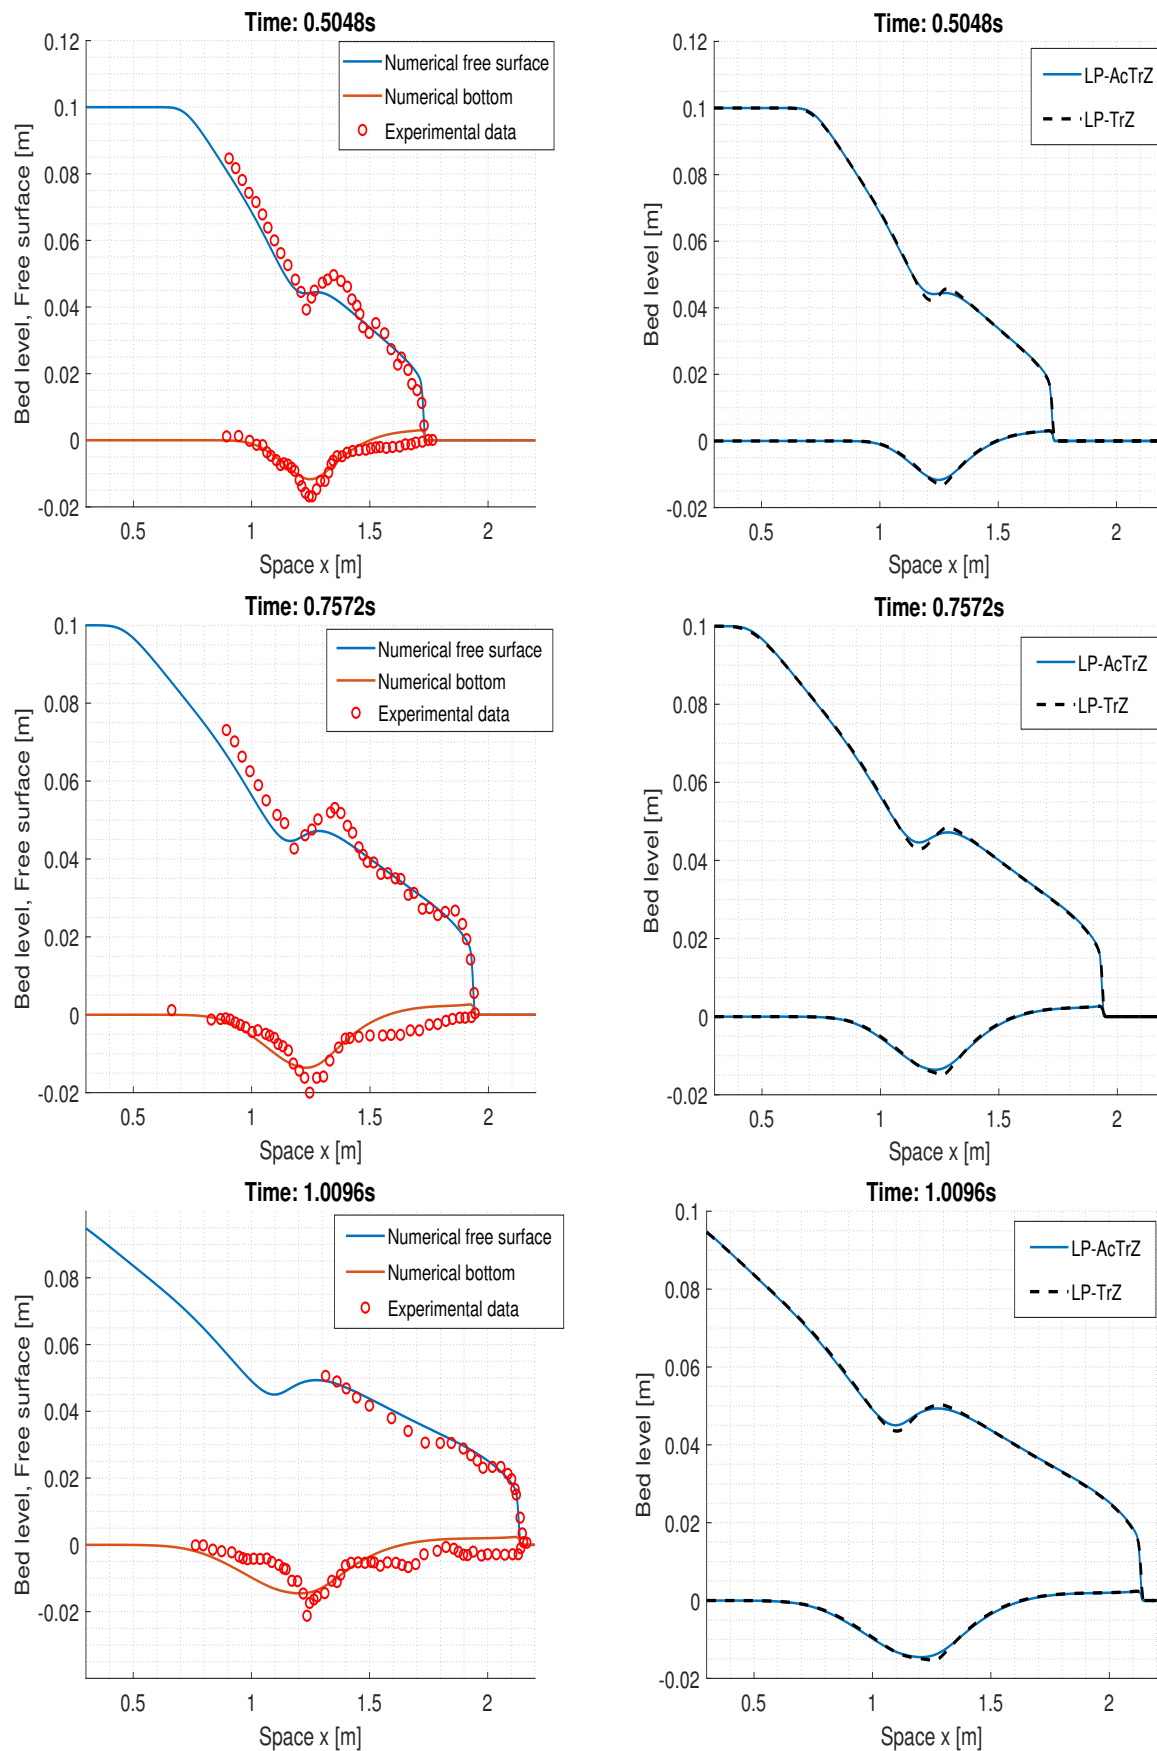 Time: 0.5048s
0.12
0.1
0.08
0.06
0.04
0.02
0
-0.02
0.5
1
1.5
2
Bed level, Free surface [m]
Space x [m]
Numerical free surface
Numerical bottom
Experimental data
Time: 0.5048s
0.12
0.1
0.08
0.06
0.04
0.02
0
-0.02
0.5
1
1.5
2
Bed level [m]
Space x [m]
LP-AcTrZ
LP-TrZ
Time: 0.7572s
0.1
0.08
0.06
0.04
0.02
0
-0.02
0.5
1
1.5
2
Bed level, Free surface [m]
Space x [m]
Numerical free surface
Numerical bottom
Experimental data
Time: 0.7572s
0.1
0.08
0.06
0.04
0.02
0
-0.02
0.5
1
1.5
2
Bed level [m]
Space x [m]
LP-AcTrZ
LP-TrZ
Time: 1.0096s
0.08
0.06
0.04
0.02
0
-0.02
0.5
1
1.5
2
Bed level, Free surface [m]
Space x [m]
Numerical free surface
Numerical bottom
Experimental data
Time: 1.0096s
0.1
0.08
0.06
0.04
0.02
0
-0.02
0.5
1
1.5
2
Bed level [m]
Space x [m]
LP-AcTrZ
LP-TrZ